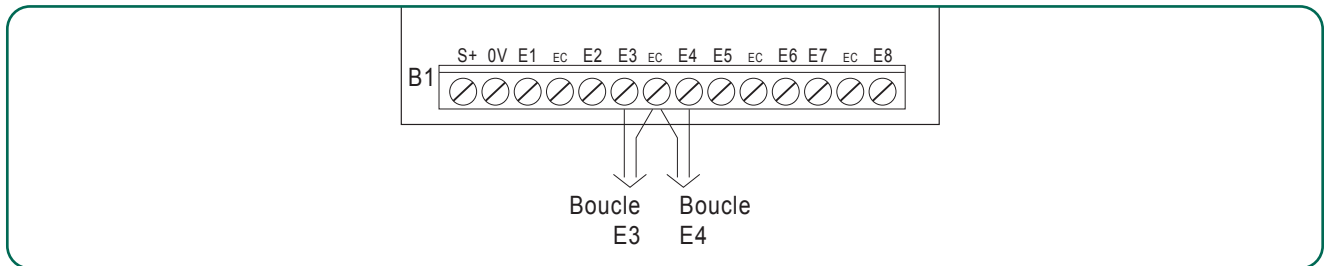 S+ 0V E1 EC E2 E3 EC E4 E5 EC E6 E7 EC E8
B1
Boucle Boucle
E3 E4